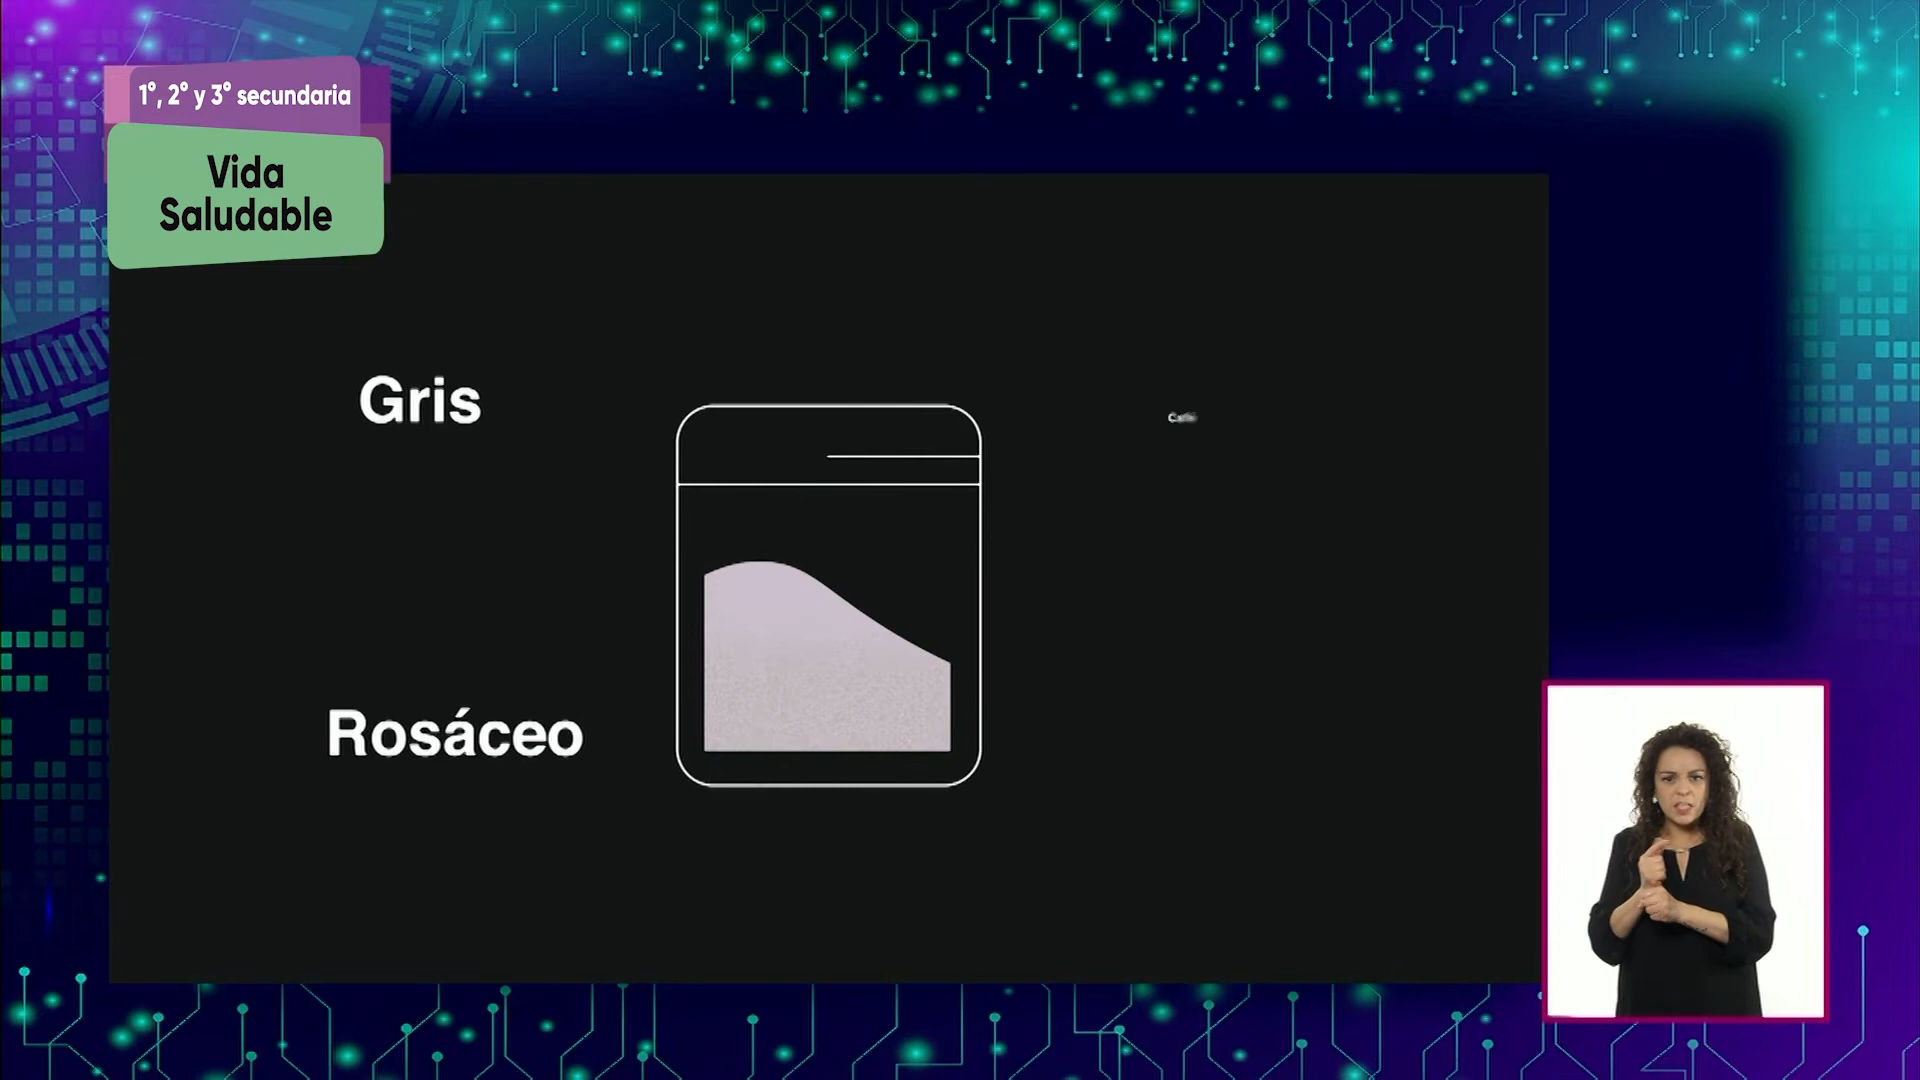 1°, 2° y 3° secundaria
Vida
Saludable
Gris
Rosáceo